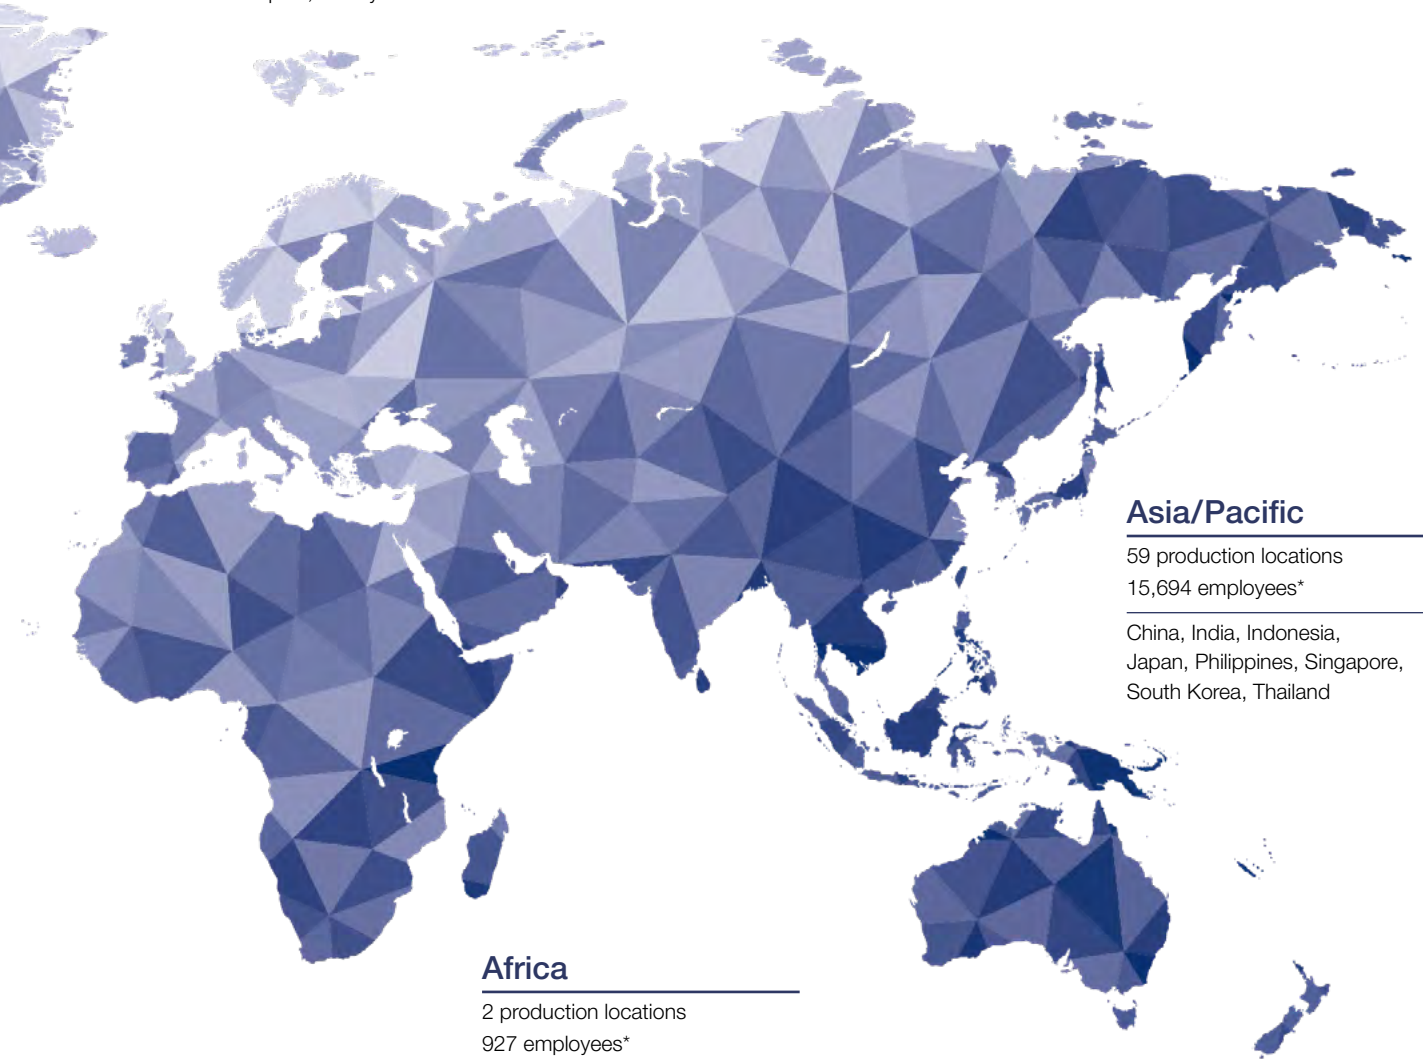 Asia/Pacific
59 production locations
15,694 employees*
China, India, Indonesia,
Japan, Philippines, Singapore,
South Korea, Thailand
Africa
2 production locations
927 employees*